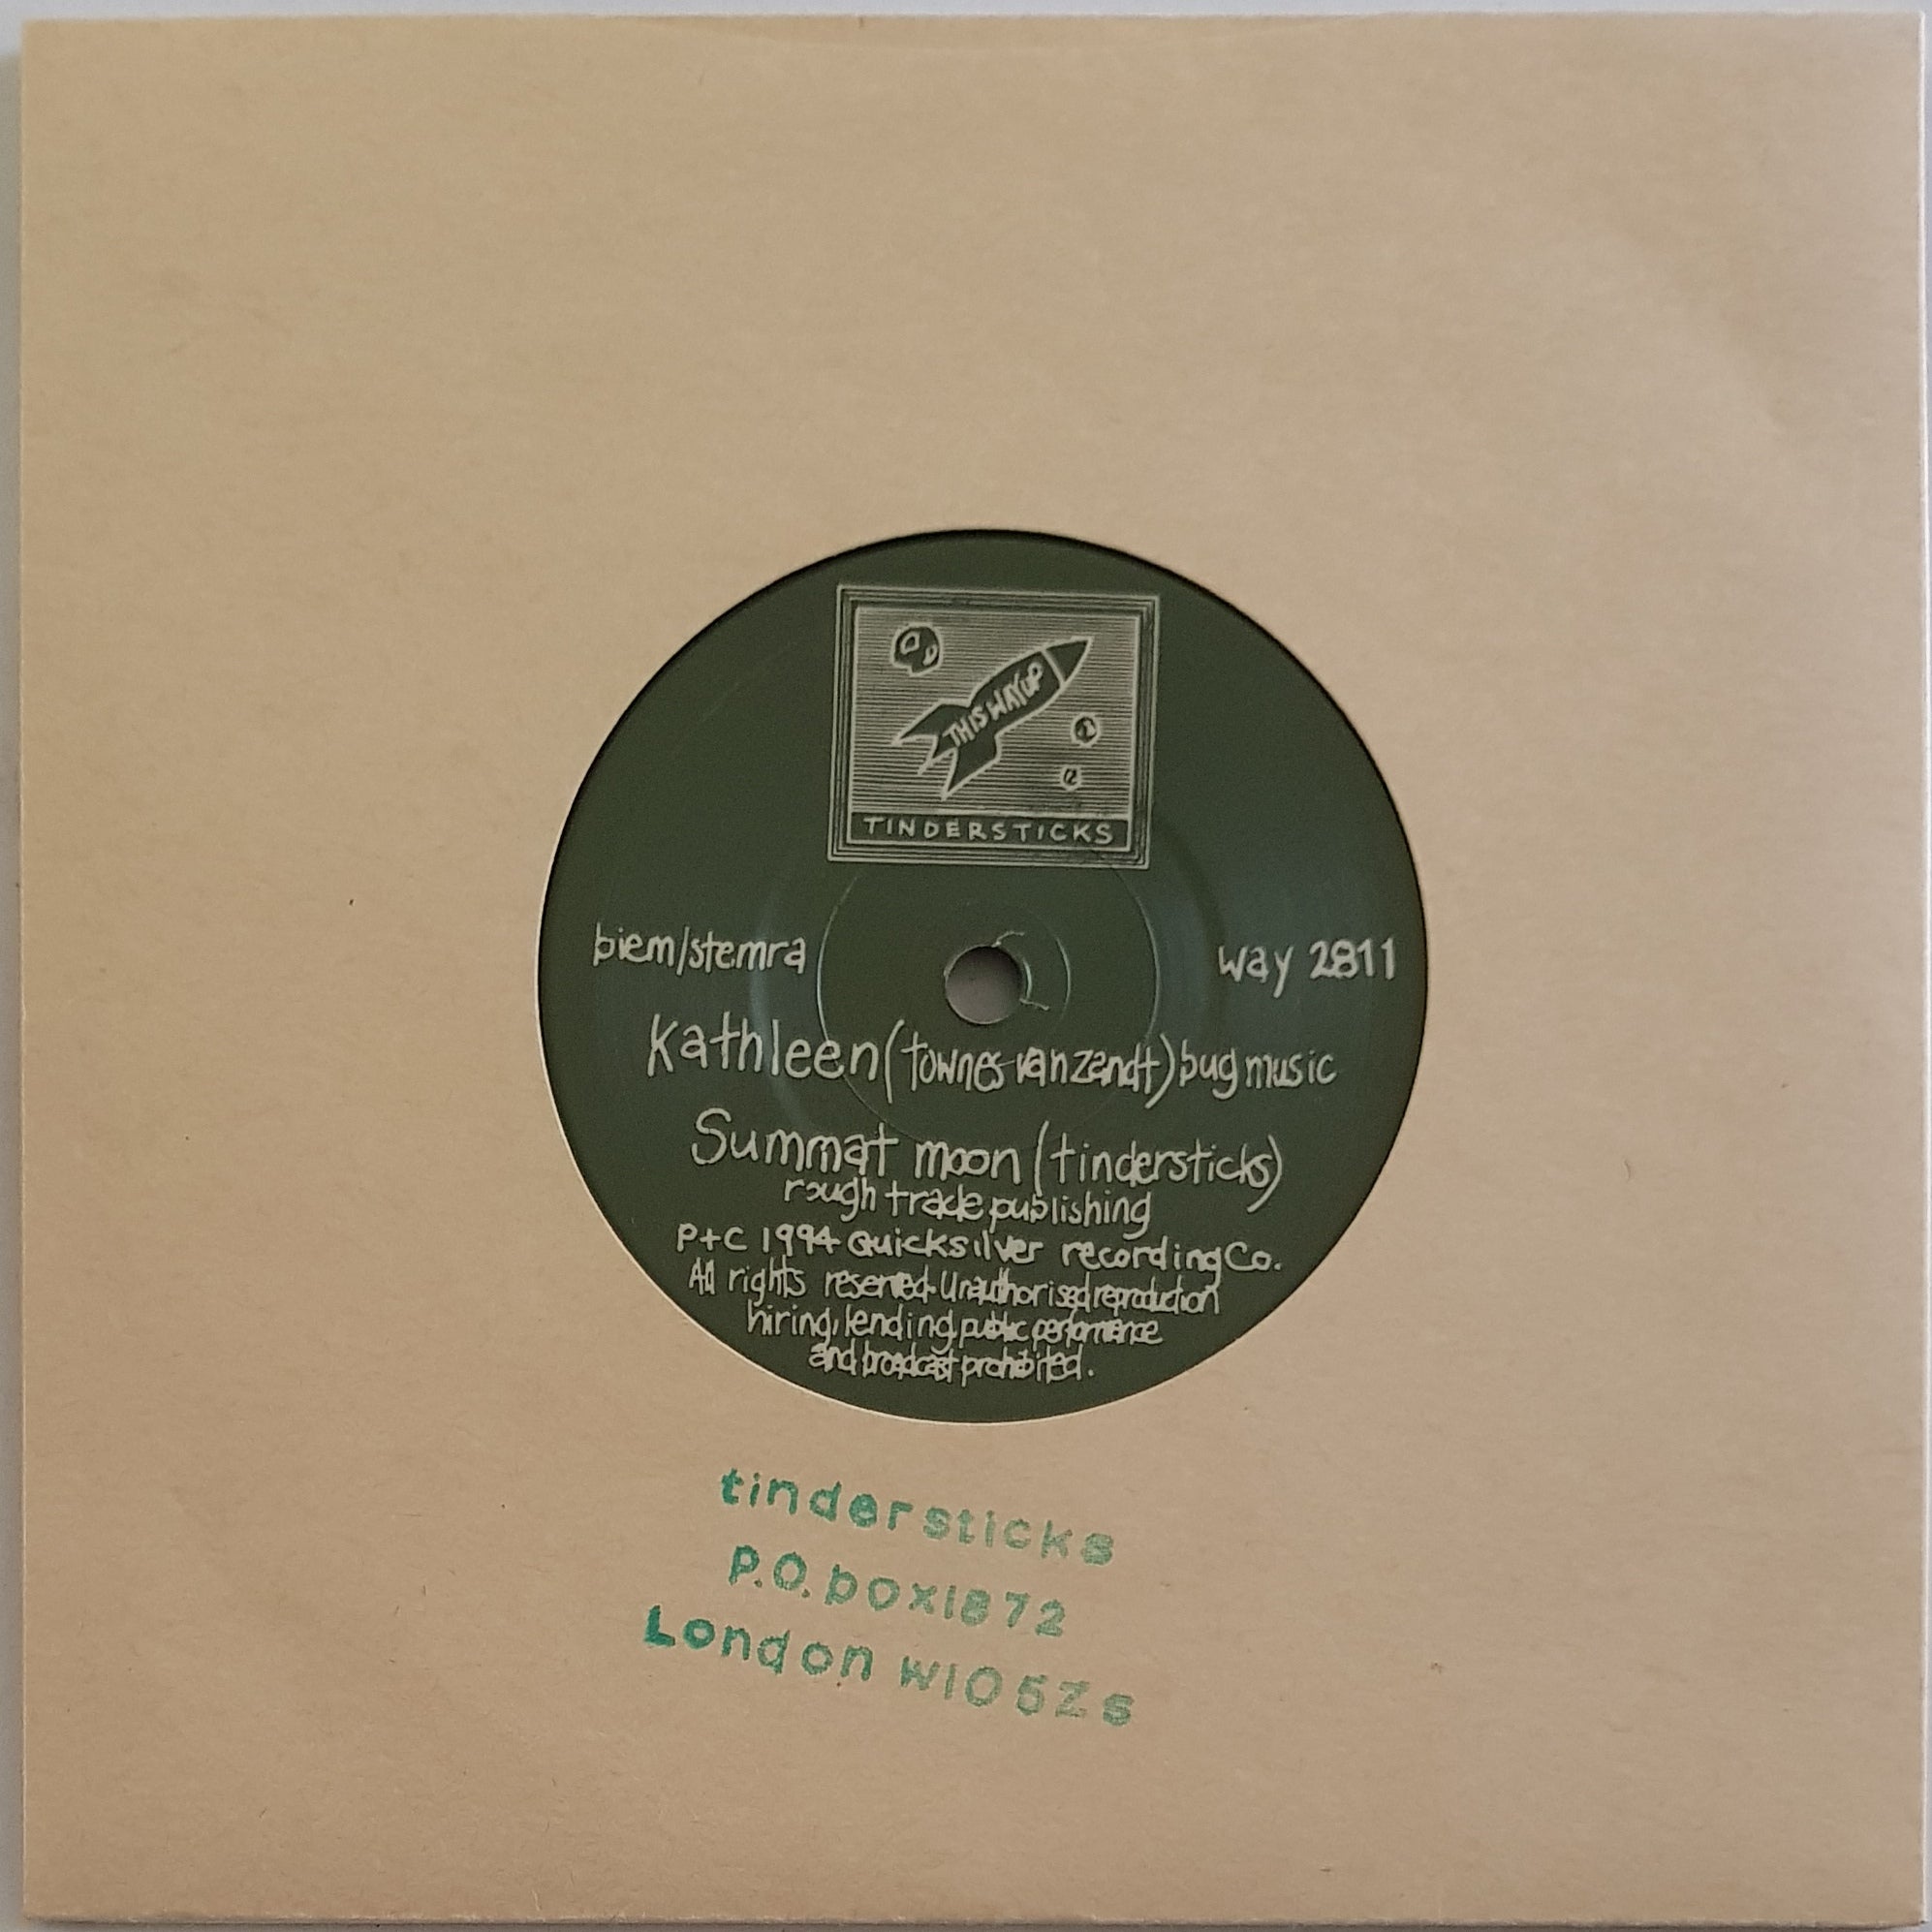 THIS WAY UP
TINDERSTICKS
biem/stemra
way 2811
Kathleen (townes van zandt) bug music
Summat moon (tindersticks)
rough trade publishing
P+C 1994 Quicksilver recording Co.
All rights reserved. Unauthorised reproduction
hiring, lending public performance
and broadcast prohibited.
tindersticks
P.O. box 1872
London W10 5Zs